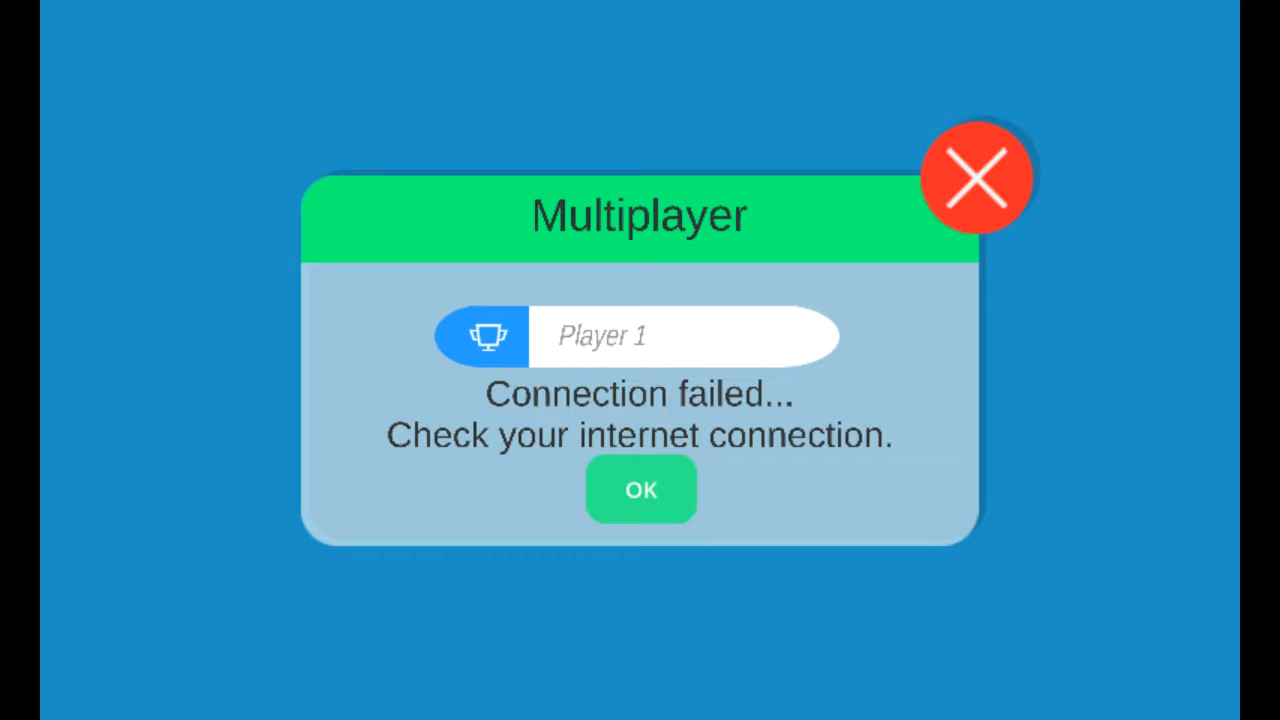 Multiplayer
Player 1
Connection failed...
Check your internet connection.
OK